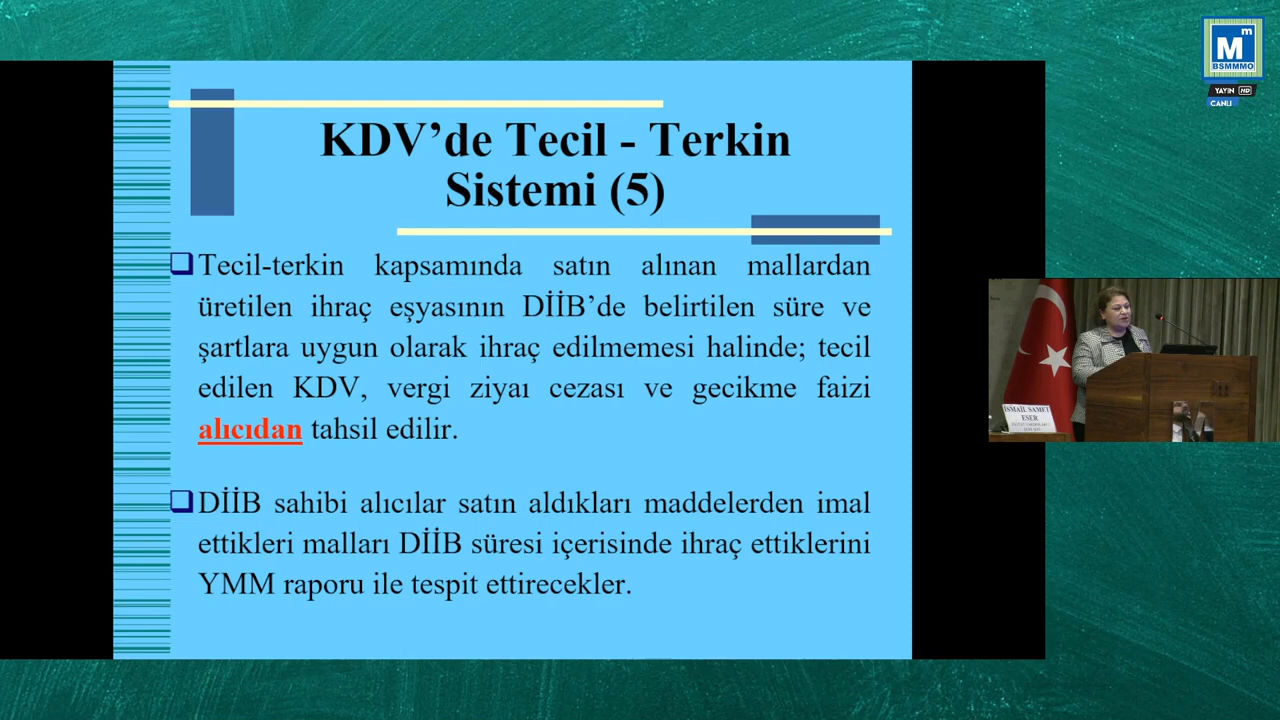 m
M
BSMMMO
YAYIN HD
CANLI
KDV’de Tecil - Terkin
Sistemi (5)
Tecil-terkin kapsamında satın alınan mallardan
üretilen ihraç eşyasının DİİB’de belirtilen süre ve
şartlara uygun olarak ihraç edilmemesi halinde; tecil
edilen KDV, vergi ziyaı cezası ve gecikme faizi
alıcıdan tahsil edilir.
DİİB sahibi alıcılar satın aldıkları maddelerden imal
ettikleri malları DİİB süresi içerisinde ihraç ettiklerini
YMM raporu ile tespit ettirecekler.
İSMAİL SAMET
ESER